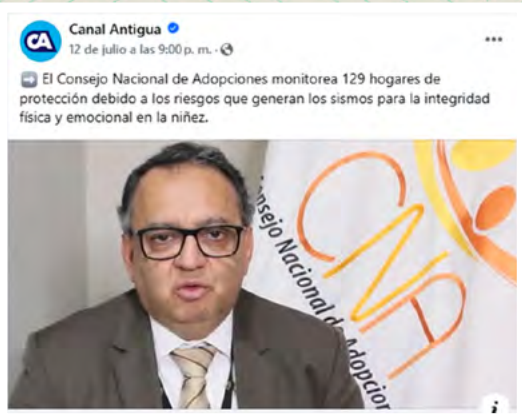 CA
Canal Antigua
12 de julio a las 9:00 p. m. ·
El Consejo Nacional de Adopciones monitorea 129 hogares de
protección debido a los riesgos que generan los sismos para la integridad
física y emocional en la niñez.
CNA
Consejo Nacional de Adopcion
i